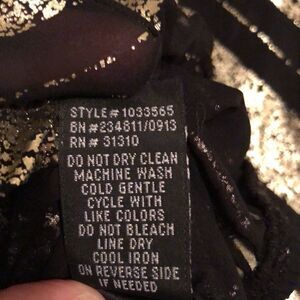 STYLE# 1033565
BN # 234811/0913
RN # 31310
DO NOT DRY CLEAN
MACHINE WASH
COLD GENTLE
CYCLE WITH
LIKE COLORS
DO NOT BLEACH
LINE DRY
COOL IRON
ON REVERSE SIDE
IF NEEDED